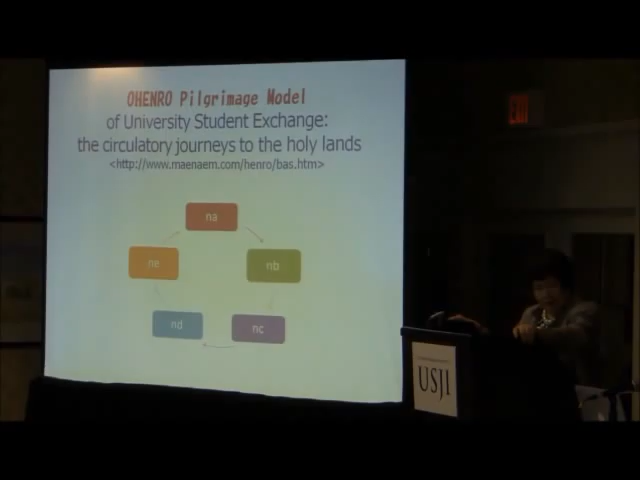 OHENRO Pilgrimage Model
of University Student Exchange:
the circulatory journeys to the holy lands
<http://www.maenaem.com/henro/bas.htm>
na
ne
nb
nd
nc
EXIT
USJI